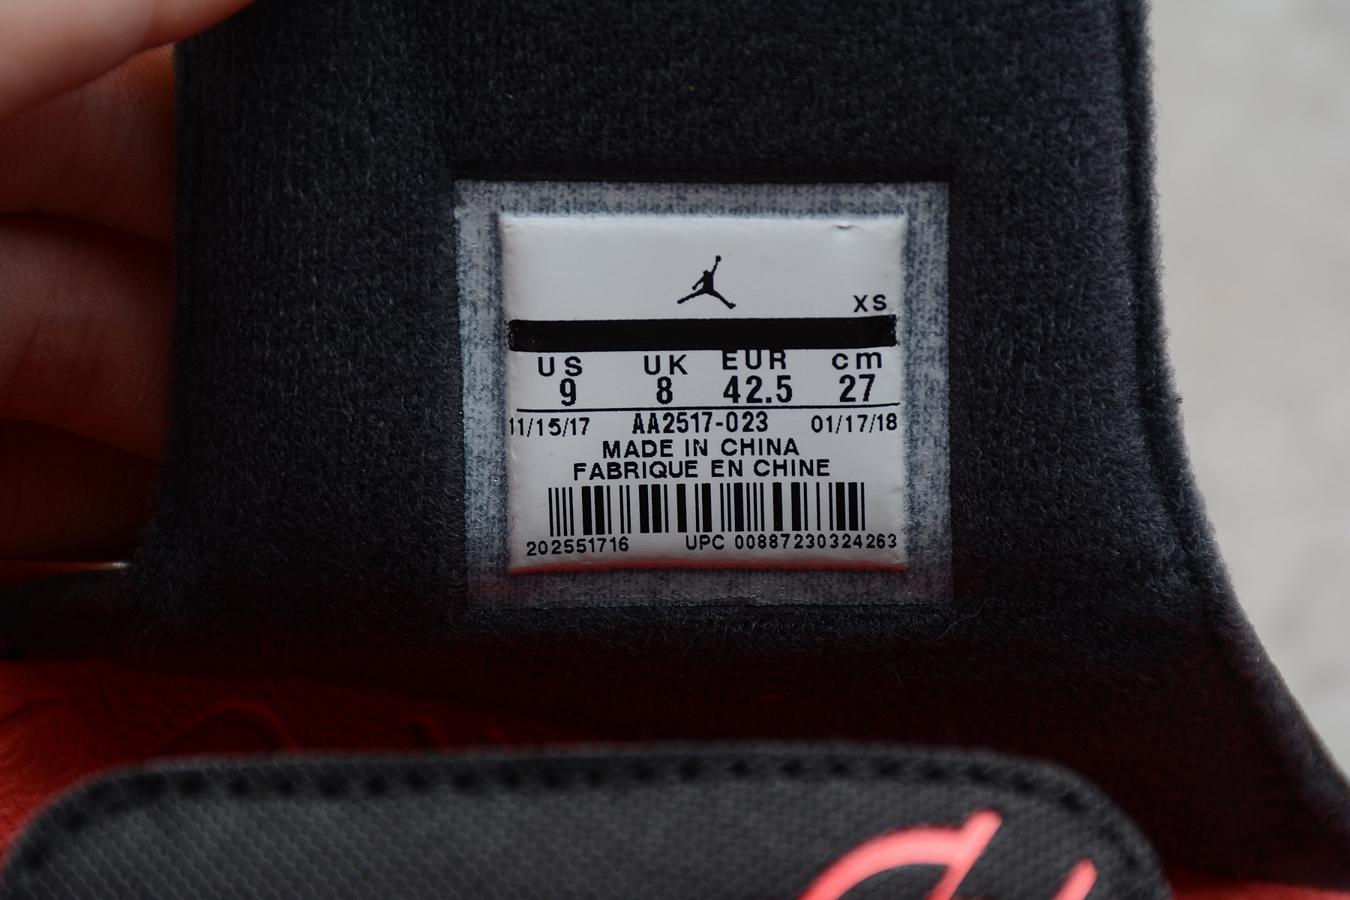 XS
US UK EUR cm
9 8 42.5 27
11/15/17 AA2517-023 01/17/18
MADE IN CHINA
FABRIQUE EN CHINE
202551716 UPC 00887230324263